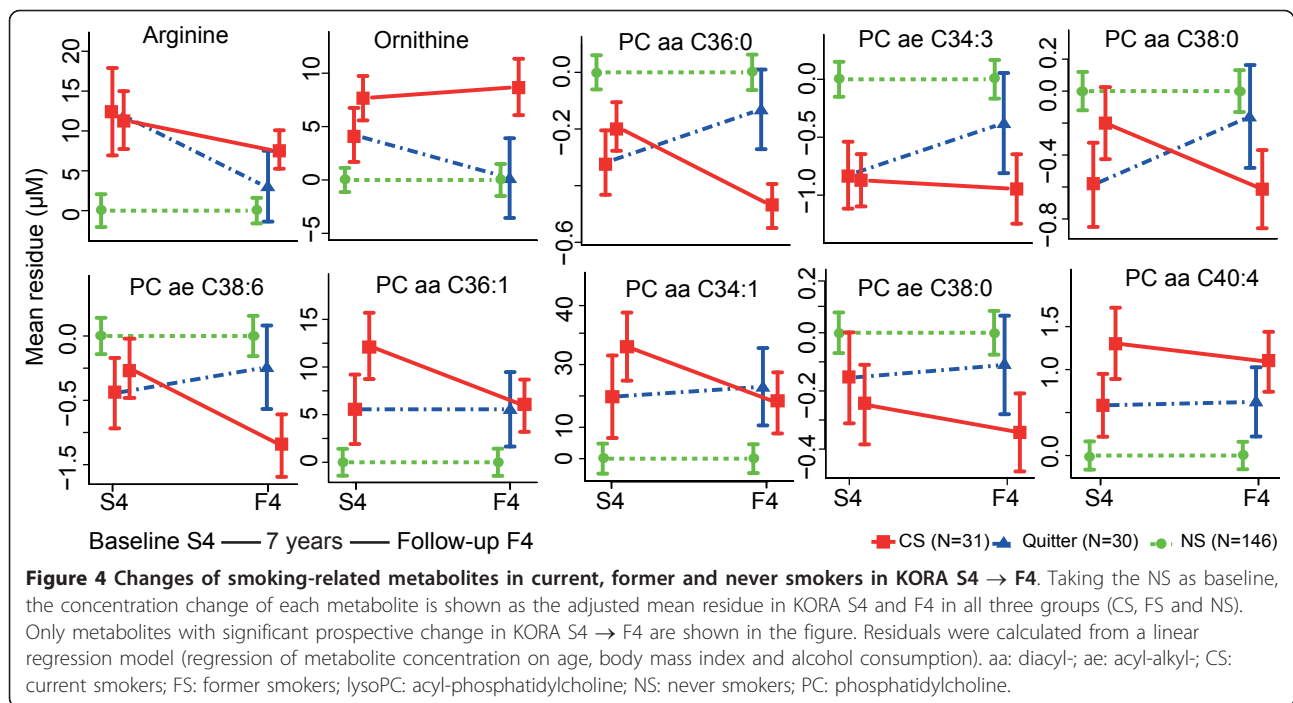 Mean residue (µM)
Arginine
20
15
10
5
0
Ornithine
10
5
0
−5
PC aa C36:0
0.0
−0.2
−0.6
PC ae C34:3
0.0
−0.5
−1.0
PC aa C38:0
0.2
0.0
−0.4
−0.8
PC ae C38:6
0.0
−0.5
−1.5
S4 F4
PC aa C36:1
15
10
5
0
S4 F4
PC aa C34:1
40
30
20
10
0
S4 F4
PC ae C38:0
0.2
0.0
−0.2
−0.4
S4 F4
PC aa C40:4
1.5
1.0
0.0
S4 F4
Baseline S4 — 7 years — Follow-up F4
CS (N=31) Quitter (N=30) NS (N=146)
Figure 4 Changes of smoking-related metabolites in current, former and never smokers in KORA S4 → F4. Taking the NS as baseline,
the concentration change of each metabolite is shown as the adjusted mean residue in KORA S4 and F4 in all three groups (CS, FS and NS).
Only metabolites with significant prospective change in KORA S4 → F4 are shown in the figure. Residuals were calculated from a linear
regression model (regression of metabolite concentration on age, body mass index and alcohol consumption). aa: diacyl-; ae: acyl-alkyl-; CS:
current smokers; FS: former smokers; lysoPC: acyl-phosphatidylcholine; NS: never smokers; PC: phosphatidylcholine.